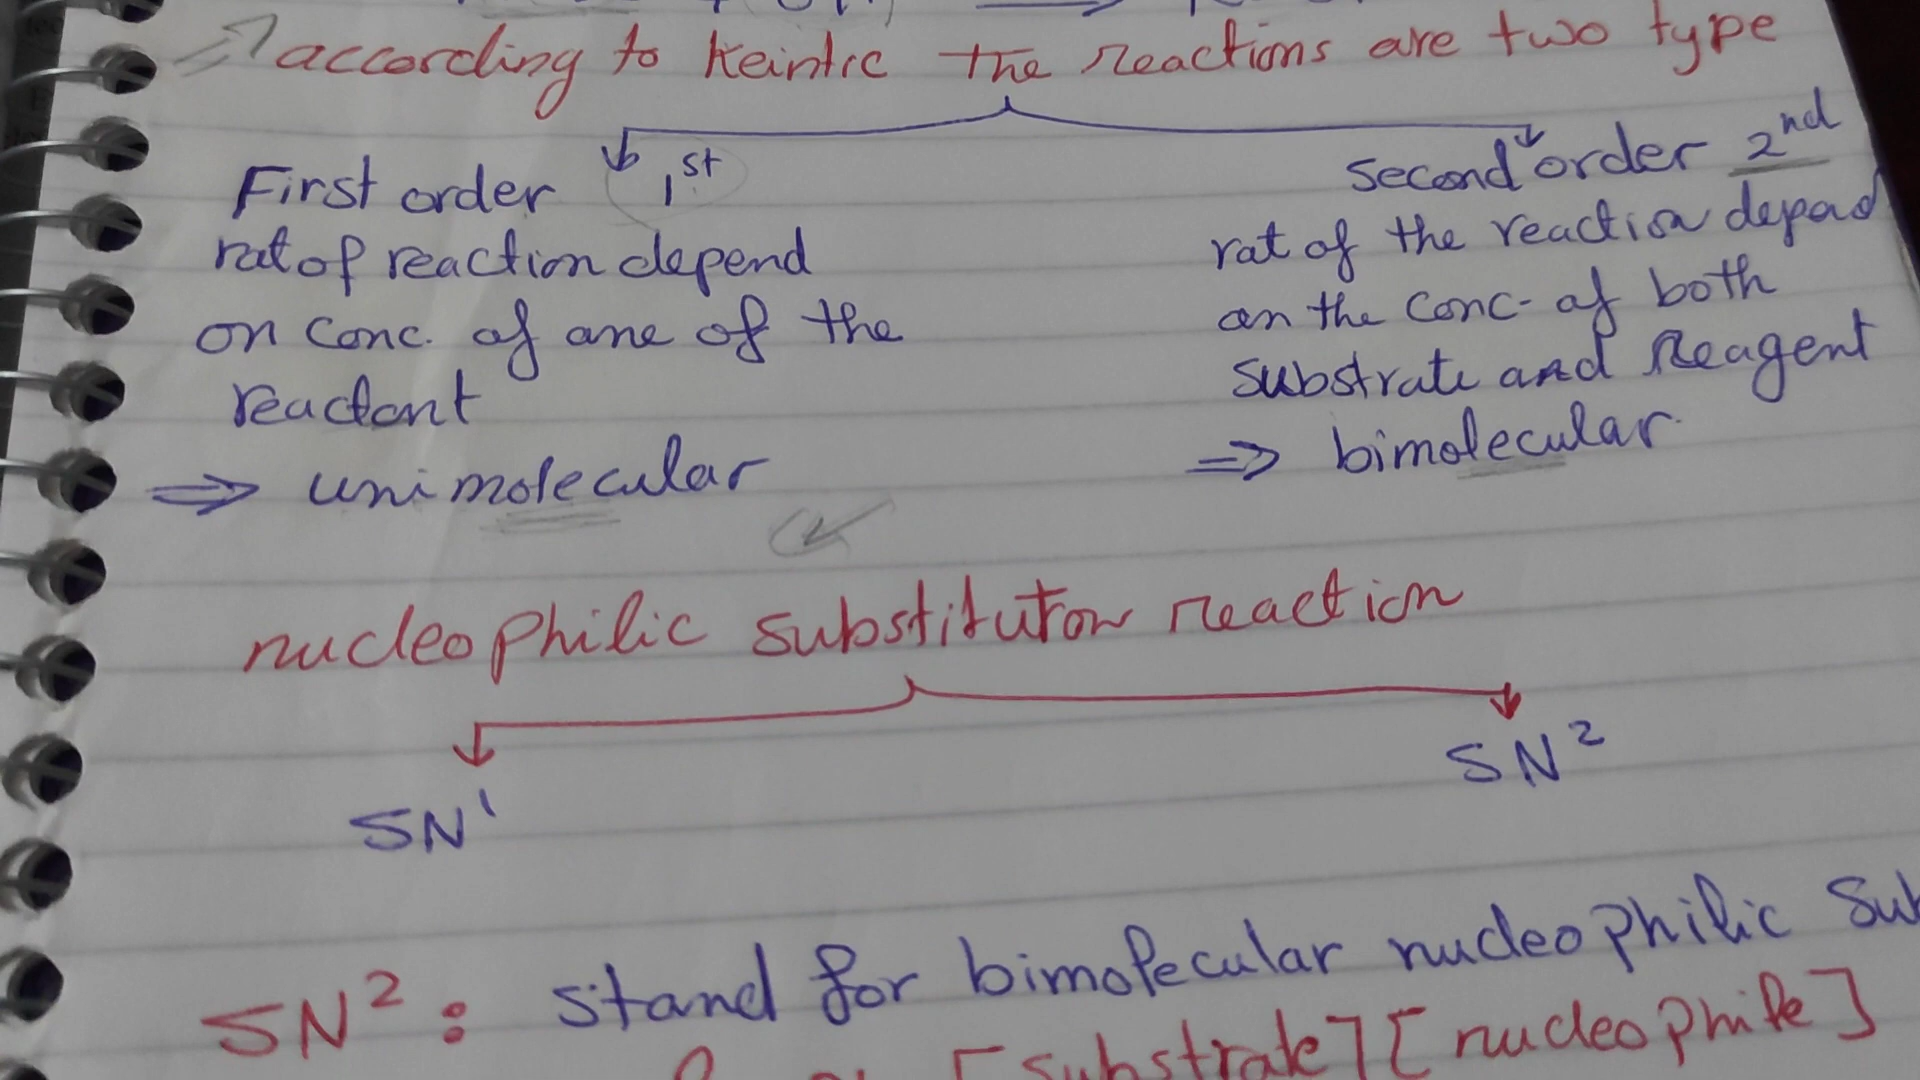 according to keintic the reactions are two type
First order 1st
rat of reaction depend
on conc. of one of the
reactant
⇒ unimolecular
Second order 2nd
rat of the reaction depend
on the conc. of both
substrate and Reagent
⇒ bimolecular.
nucleophilic substitution reaction
SN1
SN2
SN2: stand for bimolecular nucleophilic Sub
[substrate][nucleophile]